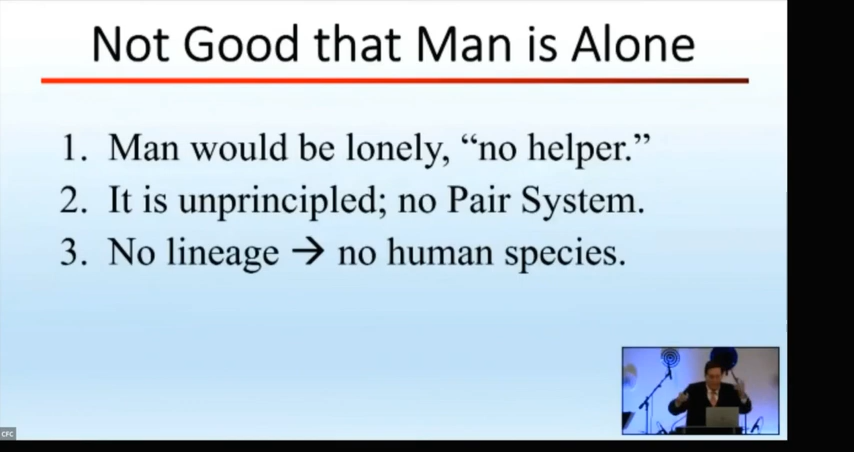 Not Good that Man is Alone
1. Man would be lonely, “no helper.”
2. It is unprincipled; no Pair System.
3. No lineage → no human species.
CFC